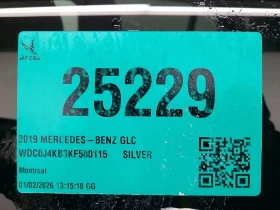 25229
2019 MERCEDES-BENZ GLC
WDC0J4KB3KF580115 SILVER
Montreal
01/02/2026 13:15:18 GG